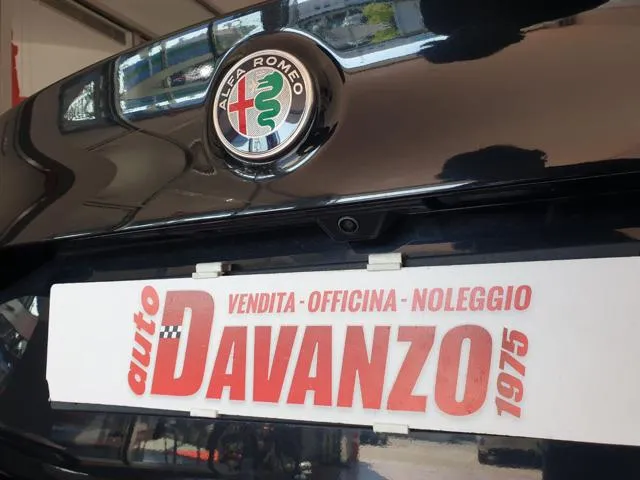 ALFA ROMEO
VENDITA - OFFICINA - NOLEGGIO
auto
DAVANZO
1975